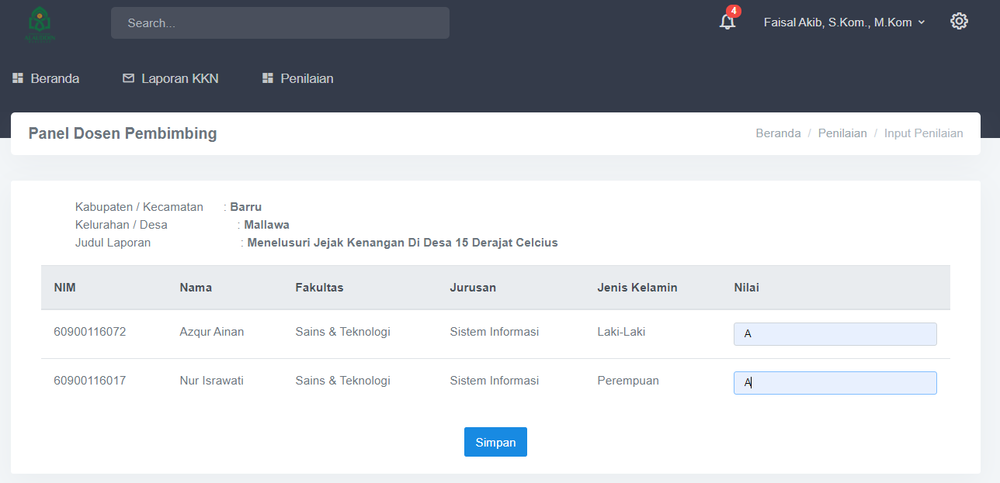 Search...
4
Faisal Akib, S.Kom., M.Kom
Beranda
Laporan KKN
Penilaian
Panel Dosen Pembimbing
Beranda / Penilaian / Input Penilaian
Kabupaten / Kecamatan : Barru
Kelurahan / Desa : Mallawa
Judul Laporan : Menelusuri Jejak Kenangan Di Desa 15 Derajat Celcius
NIM Nama Fakultas Jurusan Jenis Kelamin Nilai
60900116072 Azqur Ainan Sains & Teknologi Sistem Informasi Laki-Laki A
60900116017 Nur Israwati Sains & Teknologi Sistem Informasi Perempuan A
Simpan